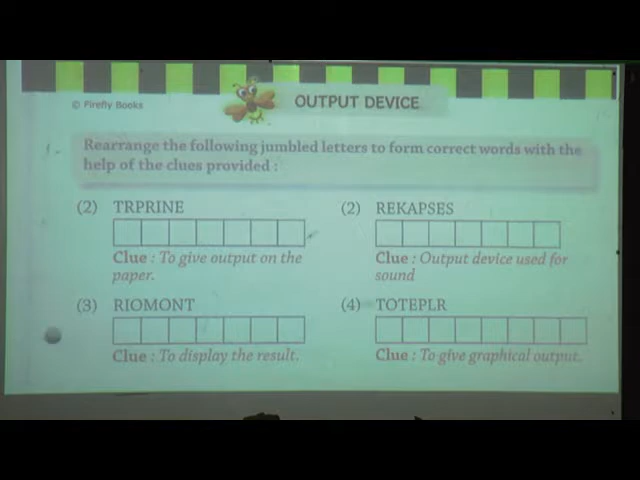 © Firefly Books
OUTPUT DEVICE
Rearrange the following jumbled letters to form correct words with the
help of the clues provided :
(2) TRPRINE
Clue : To give output on the
paper.
(2) REKAPSES
Clue : Output device used for
sound
(3) RIOMONT
Clue : To display the result.
(4) TOTEPLR
Clue : To give graphical output.